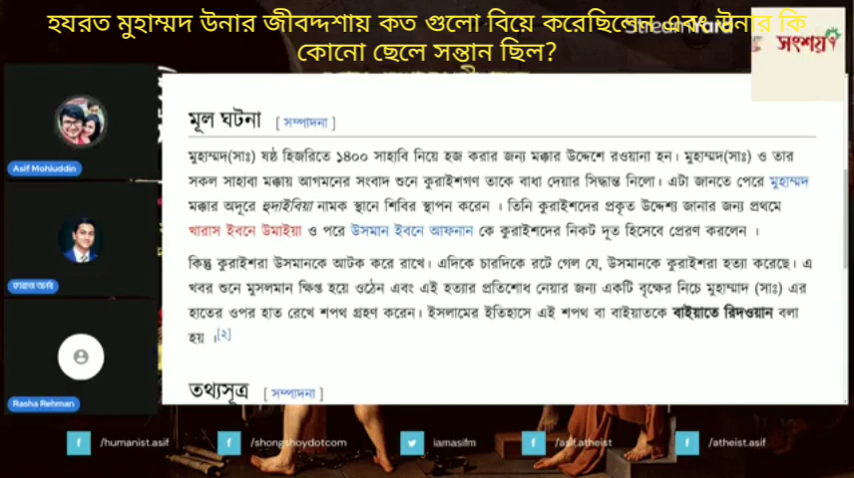 হযরত মুহাম্মদ উনার জীবদ্দশায় কত গুলো বিয়ে করেছিলেন এবং উনার কি
কোনো ছেলে সন্তান ছিল?
StreamYard
সংশয়
মূল ঘটনা [ সম্পাদনা ]
মুহাম্মদ(সাঃ) ষষ্ঠ হিজরিতে ১৪০০ সাহাবি নিয়ে হজ করার জন্য মক্কার উদ্দেশে রওয়ানা হন। মুহাম্মদ(সাঃ) ও তার
সকল সাহাবা মক্কায় আগমনের সংবাদ শুনে কুরাইশগণ তাকে বাধা দেয়ার সিদ্ধান্ত নিলো। এটা জানতে পেরে মুহাম্মদ
মক্কার অদূরে হুদাইবিয়া নামক স্থানে শিবির স্থাপন করেন । তিনি কুরাইশদের প্রকৃত উদ্দেশ্য জানার জন্য প্রথমে
খারাস ইবনে উমাইয়া ও পরে উসমান ইবনে আফনান কে কুরাইশদের নিকট দূত হিসেবে প্রেরণ করলেন ।
কিন্তু কুরাইশরা উসমানকে আটক করে রাখে। এদিকে চারদিকে রটে গেল যে, উসমানকে কুরাইশরা হত্যা করেছে। এ
খবর শুনে মুসলমান ক্ষিপ্ত হয়ে ওঠেন এবং এই হত্যার প্রতিশোধ নেয়ার জন্য একটি বৃক্ষের নিচে মুহাম্মাদ (সাঃ) এর
হাতের ওপর হাত রেখে শপথ গ্রহণ করেন। ইসলামের ইতিহাসে এই শপথ বা বাইয়াতকে বাইয়াতে রিদওয়ান বলা
হয় ।[২]
তথ্যসূত্র [ সম্পাদনা ]
Asif Mohiuddin
Rasha Rehman
/humanist.asif
/shongshoydotcom
iamasifm
/asif.atheist
/atheist.asif